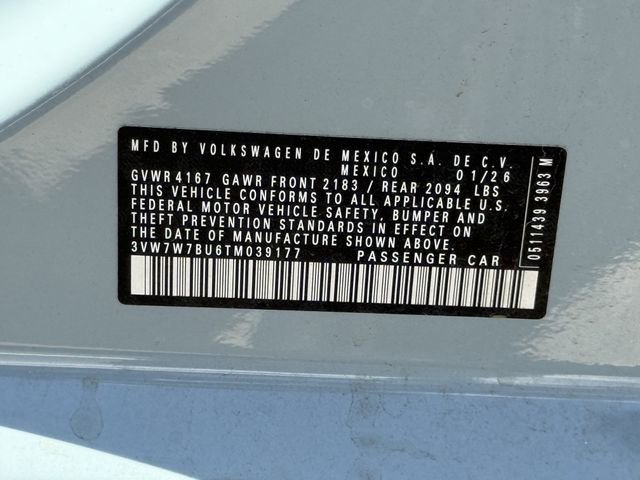 MFD BY VOLKSWAGEN DE MEXICO S.A. DE C.V.
MEXICO 01/26
GVWR 4167 GAWR FRONT 2183 / REAR 2094 LBS
THIS VEHICLE CONFORMS TO ALL APPLICABLE U.S.
FEDERAL MOTOR VEHICLE SAFETY, BUMPER AND
THEFT PREVENTION STANDARDS IN EFFECT ON
THE DATE OF MANUFACTURE SHOWN ABOVE.
3VW7W7BU6TM039177 PASSENGER CAR
0511439 3963 M